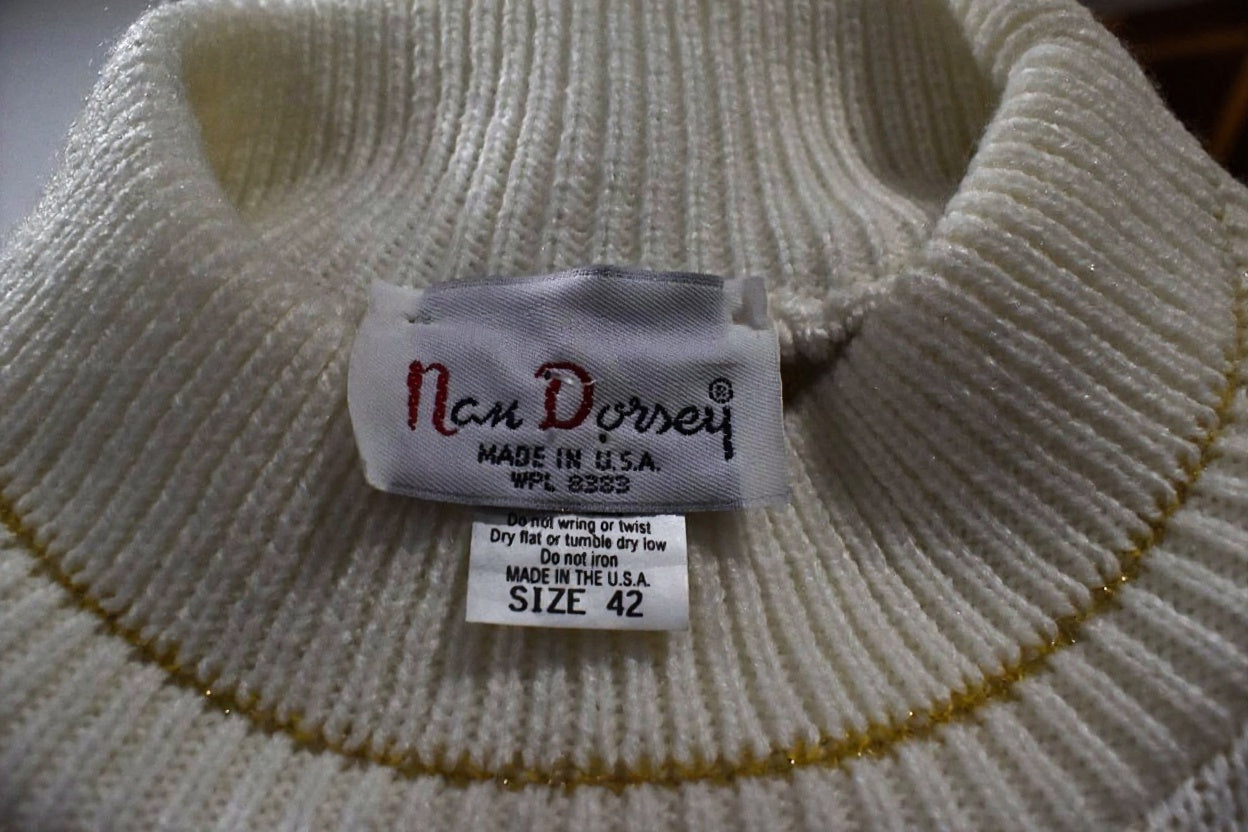 Nan Dorsey®
MADE IN U.S.A.
WPL 8383
Do not wring or twist
Dry flat or tumble dry low
Do not iron
MADE IN THE U.S.A.
SIZE 42